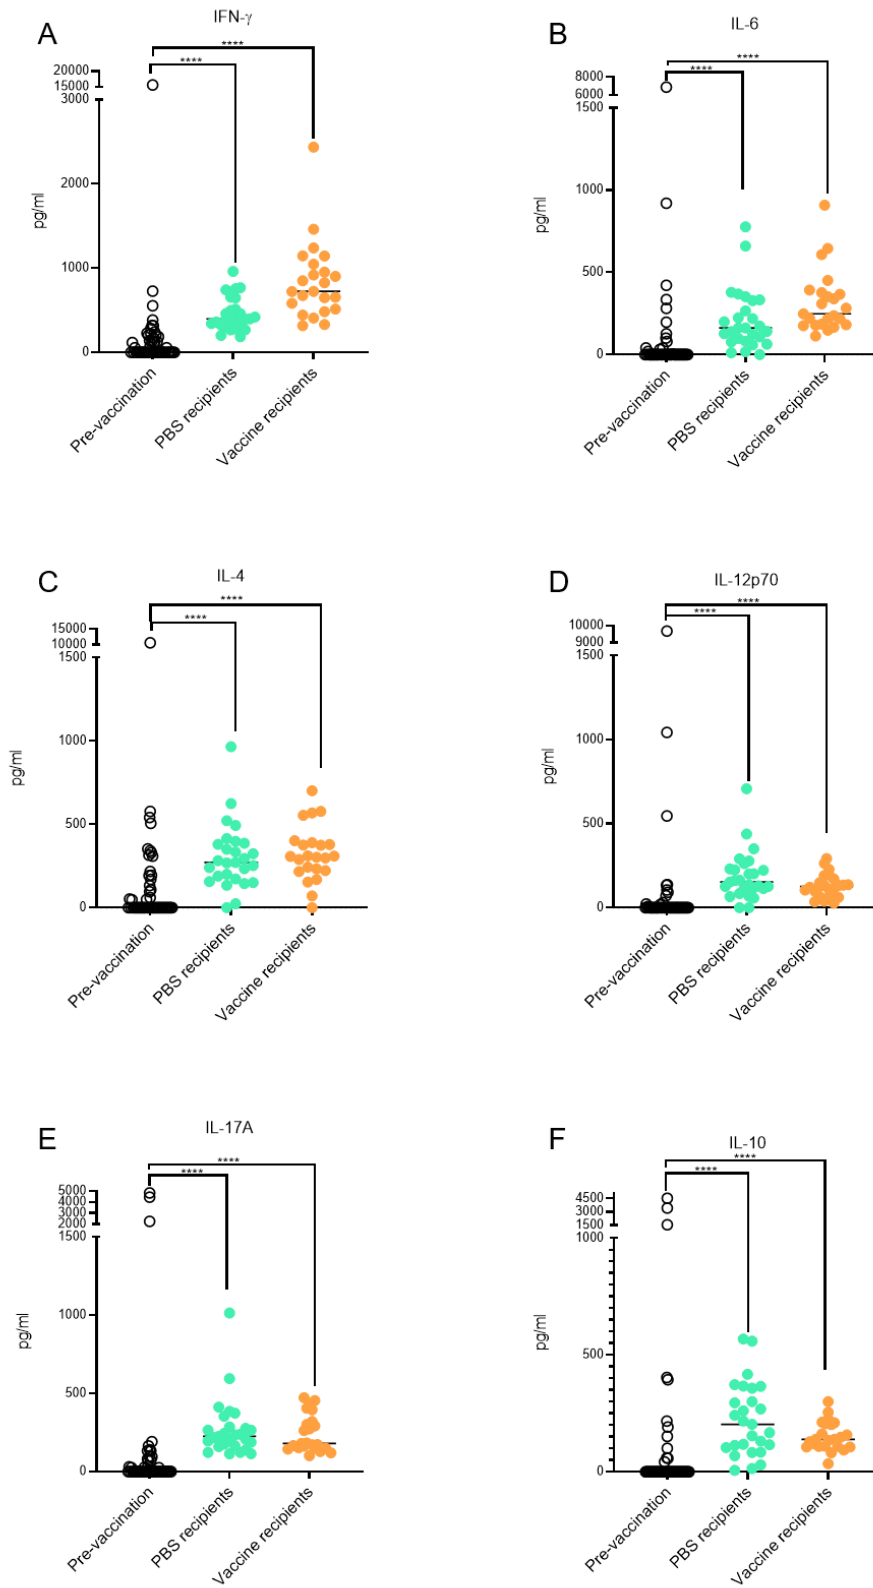 A
IFN-γ
****
****
20000
15000
3000
2000
1000
0
pg/ml
Pre-vaccination
PBS recipients
Vaccine recipients
B
IL-6
****
****
8000
6000
1500
1000
500
0
pg/ml
Pre-vaccination
PBS recipients
Vaccine recipients
C
IL-4
****
****
15000
10000
1500
1000
500
0
pg/ml
Pre-vaccination
PBS recipients
Vaccine recipients
D
IL-12p70
****
****
10000
9000
1500
1000
500
0
pg/ml
Pre-vaccination
PBS recipients
Vaccine recipients
E
IL-17A
****
****
5000
4000
3000
2000
1500
1000
500
0
pg/ml
Pre-vaccination
PBS recipients
Vaccine recipients
F
IL-10
****
****
4500
3000
1500
1000
500
0
pg/ml
Pre-vaccination
PBS recipients
Vaccine recipients